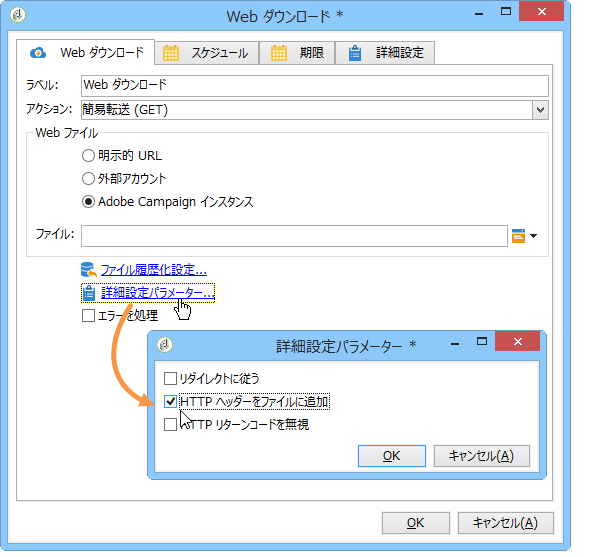 Web ダウンロード *
Web ダウンロード
スケジュール
期限
詳細設定
ラベル:
Web ダウンロード
アクション:
簡易転送 (GET)
Web ファイル
明示的 URL
外部アカウント
Adobe Campaign インスタンス
ファイル:
ファイル履歴化設定...
詳細設定パラメーター...
エラーを処理
詳細設定パラメーター *
リダイレクトに従う
HTTP ヘッダーをファイルに追加
HTTP リターンコードを無視
OK
キャンセル(A)
OK
キャンセル(A)